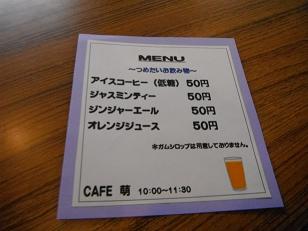 MENU
~つめたいお飲み物~
アイスコーヒー(低糖) 50円
ジャスミンティー 50円
ジンジャーエール 50円
オレンジジュース 50円
※ガムシロップは用意しておりません。
CAFE 萌 10:00~11:30